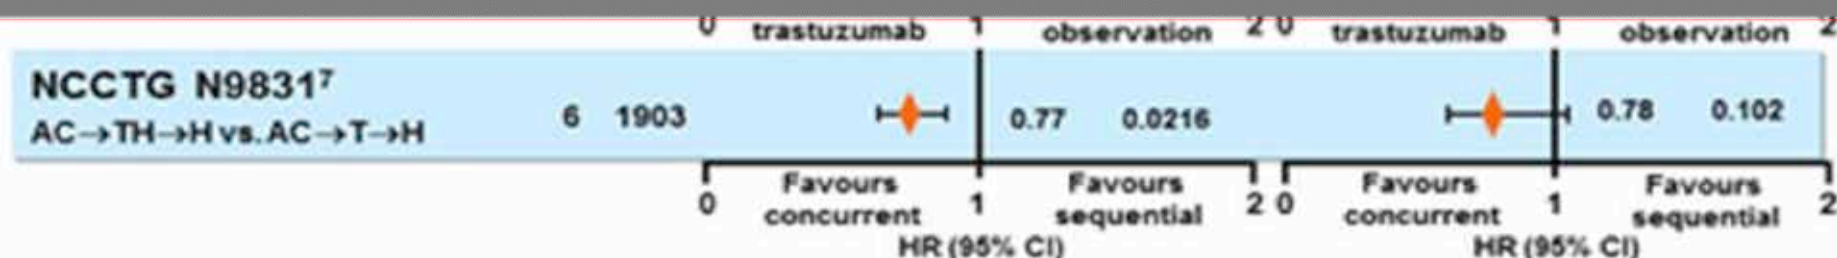 0 trastuzumab 1 observation 2 0 trastuzumab 1 observation 2
NCCTG N9831⁷
AC→TH→H vs. AC→T→H 6 1903 0.77 0.0216 0.78 0.102
Favours Favours Favours Favours
0 concurrent 1 sequential 2 0 concurrent 1 sequential 2
HR (95% CI) HR (95% CI)